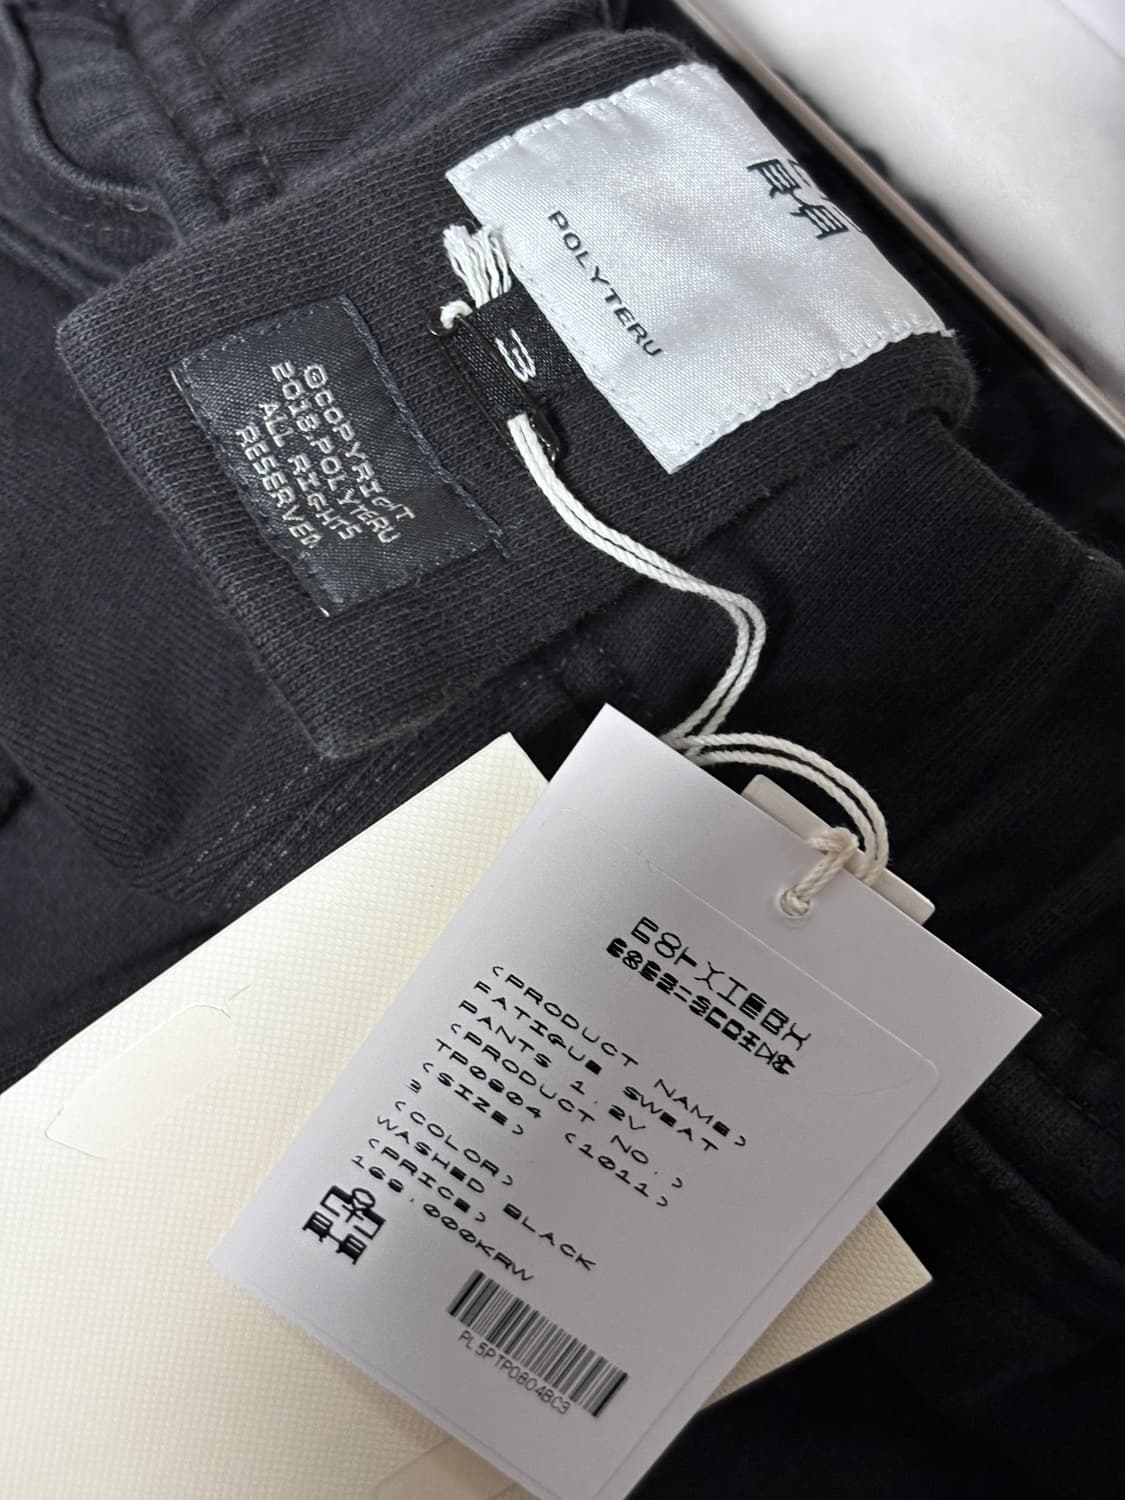 POLYTERU
3
©COPYRIGHT
2018.POLYTERU
ALL RIGHTS
RESERVED.
<PRODUCT NAME>
FATIGUE SWEAT
PANTS 1.2V
<PRODUCT NO.>
TP0804 <1011>
<SIZE>
3
<COLOR>
WASHED BLACK
<PRICE>
168.000KRW
PL5PTP0804BC3